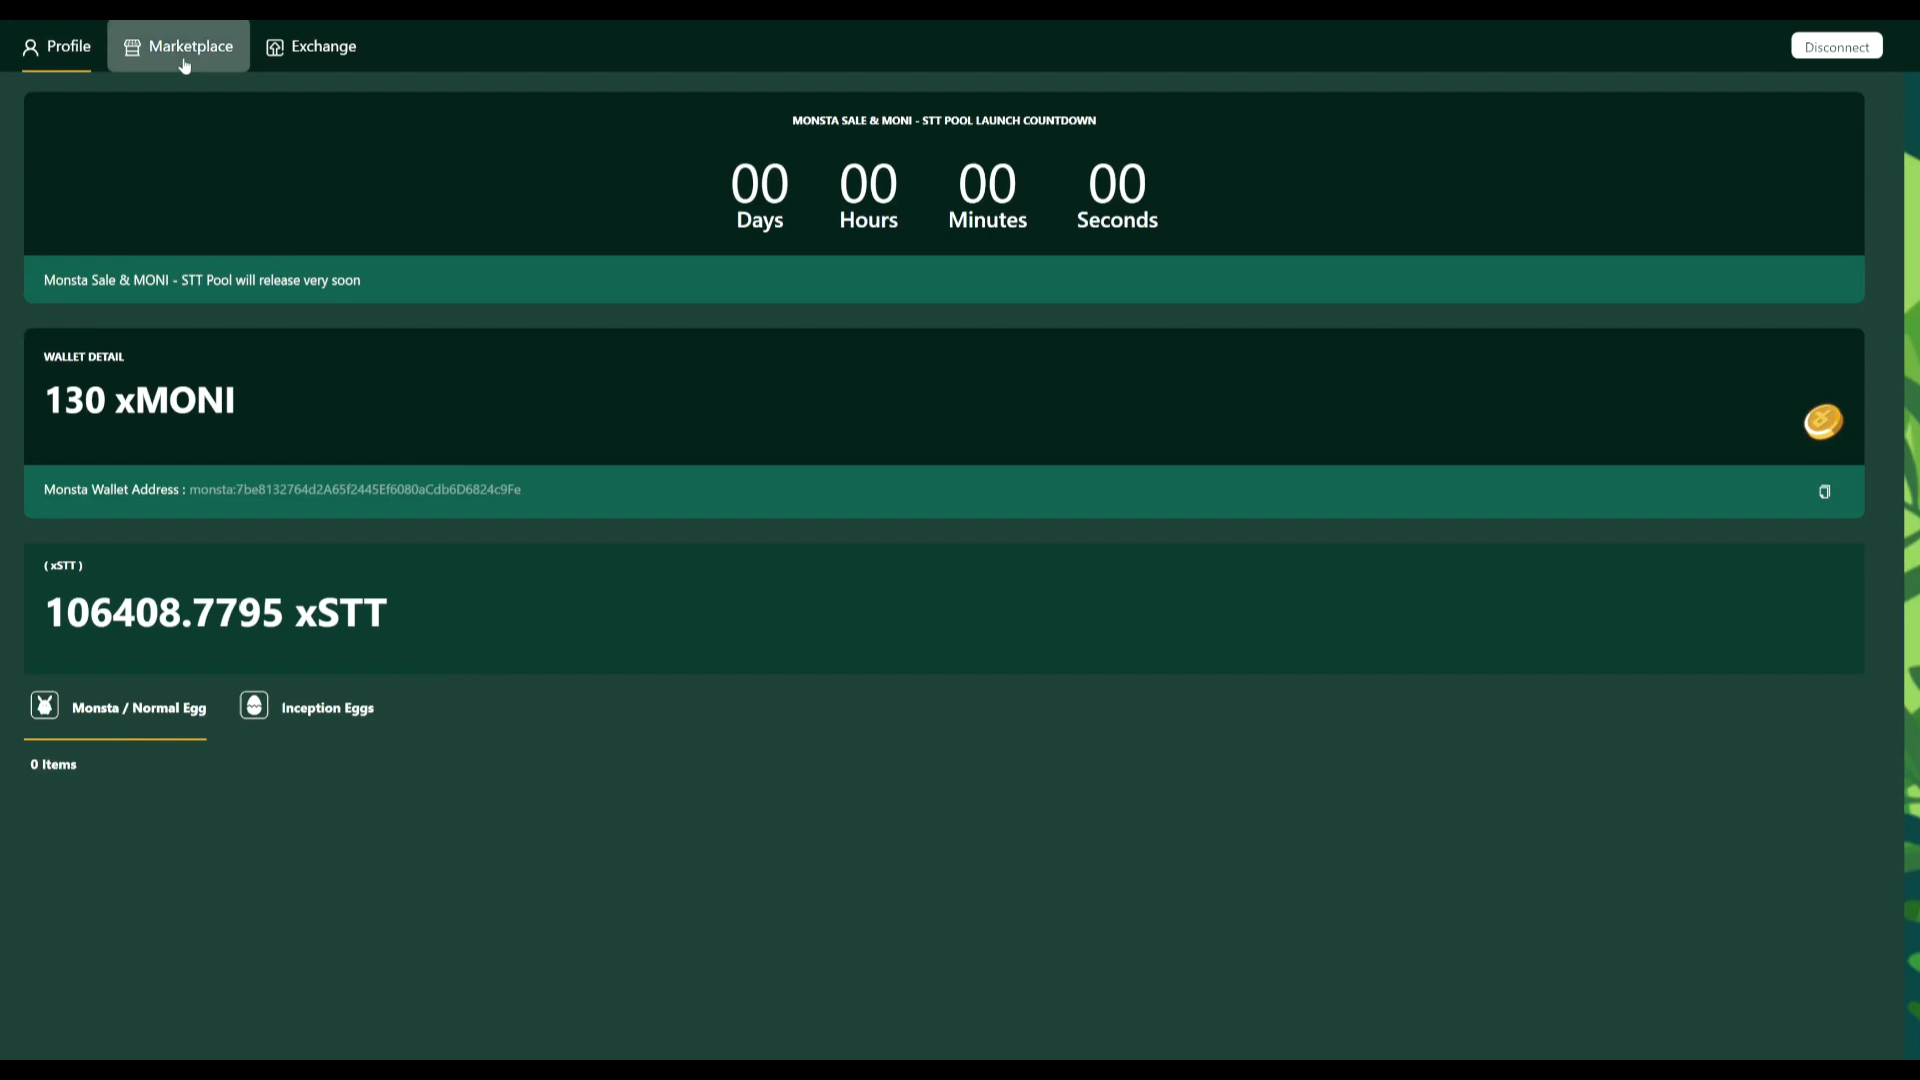 Profile
Marketplace
Exchange
Disconnect
MONSTA SALE & MONI - STT POOL LAUNCH COUNTDOWN
00 00 00 00
Days Hours Minutes Seconds
Monsta Sale & MONI - STT Pool will release very soon
WALLET DETAIL
130 xMONI
Monsta Wallet Address : monsta:7be8132764d2A65f2445Ef6080aCdb6D6824c9Fe
( xSTT )
106408.7795 xSTT
Monsta / Normal Egg
Inception Eggs
0 Items